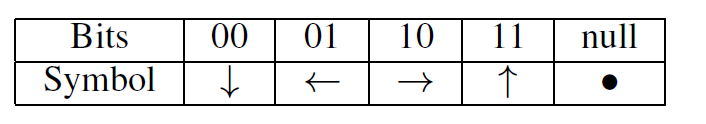 Bits 00 01 10 11 null
Symbol ↓ ← → ↑ •